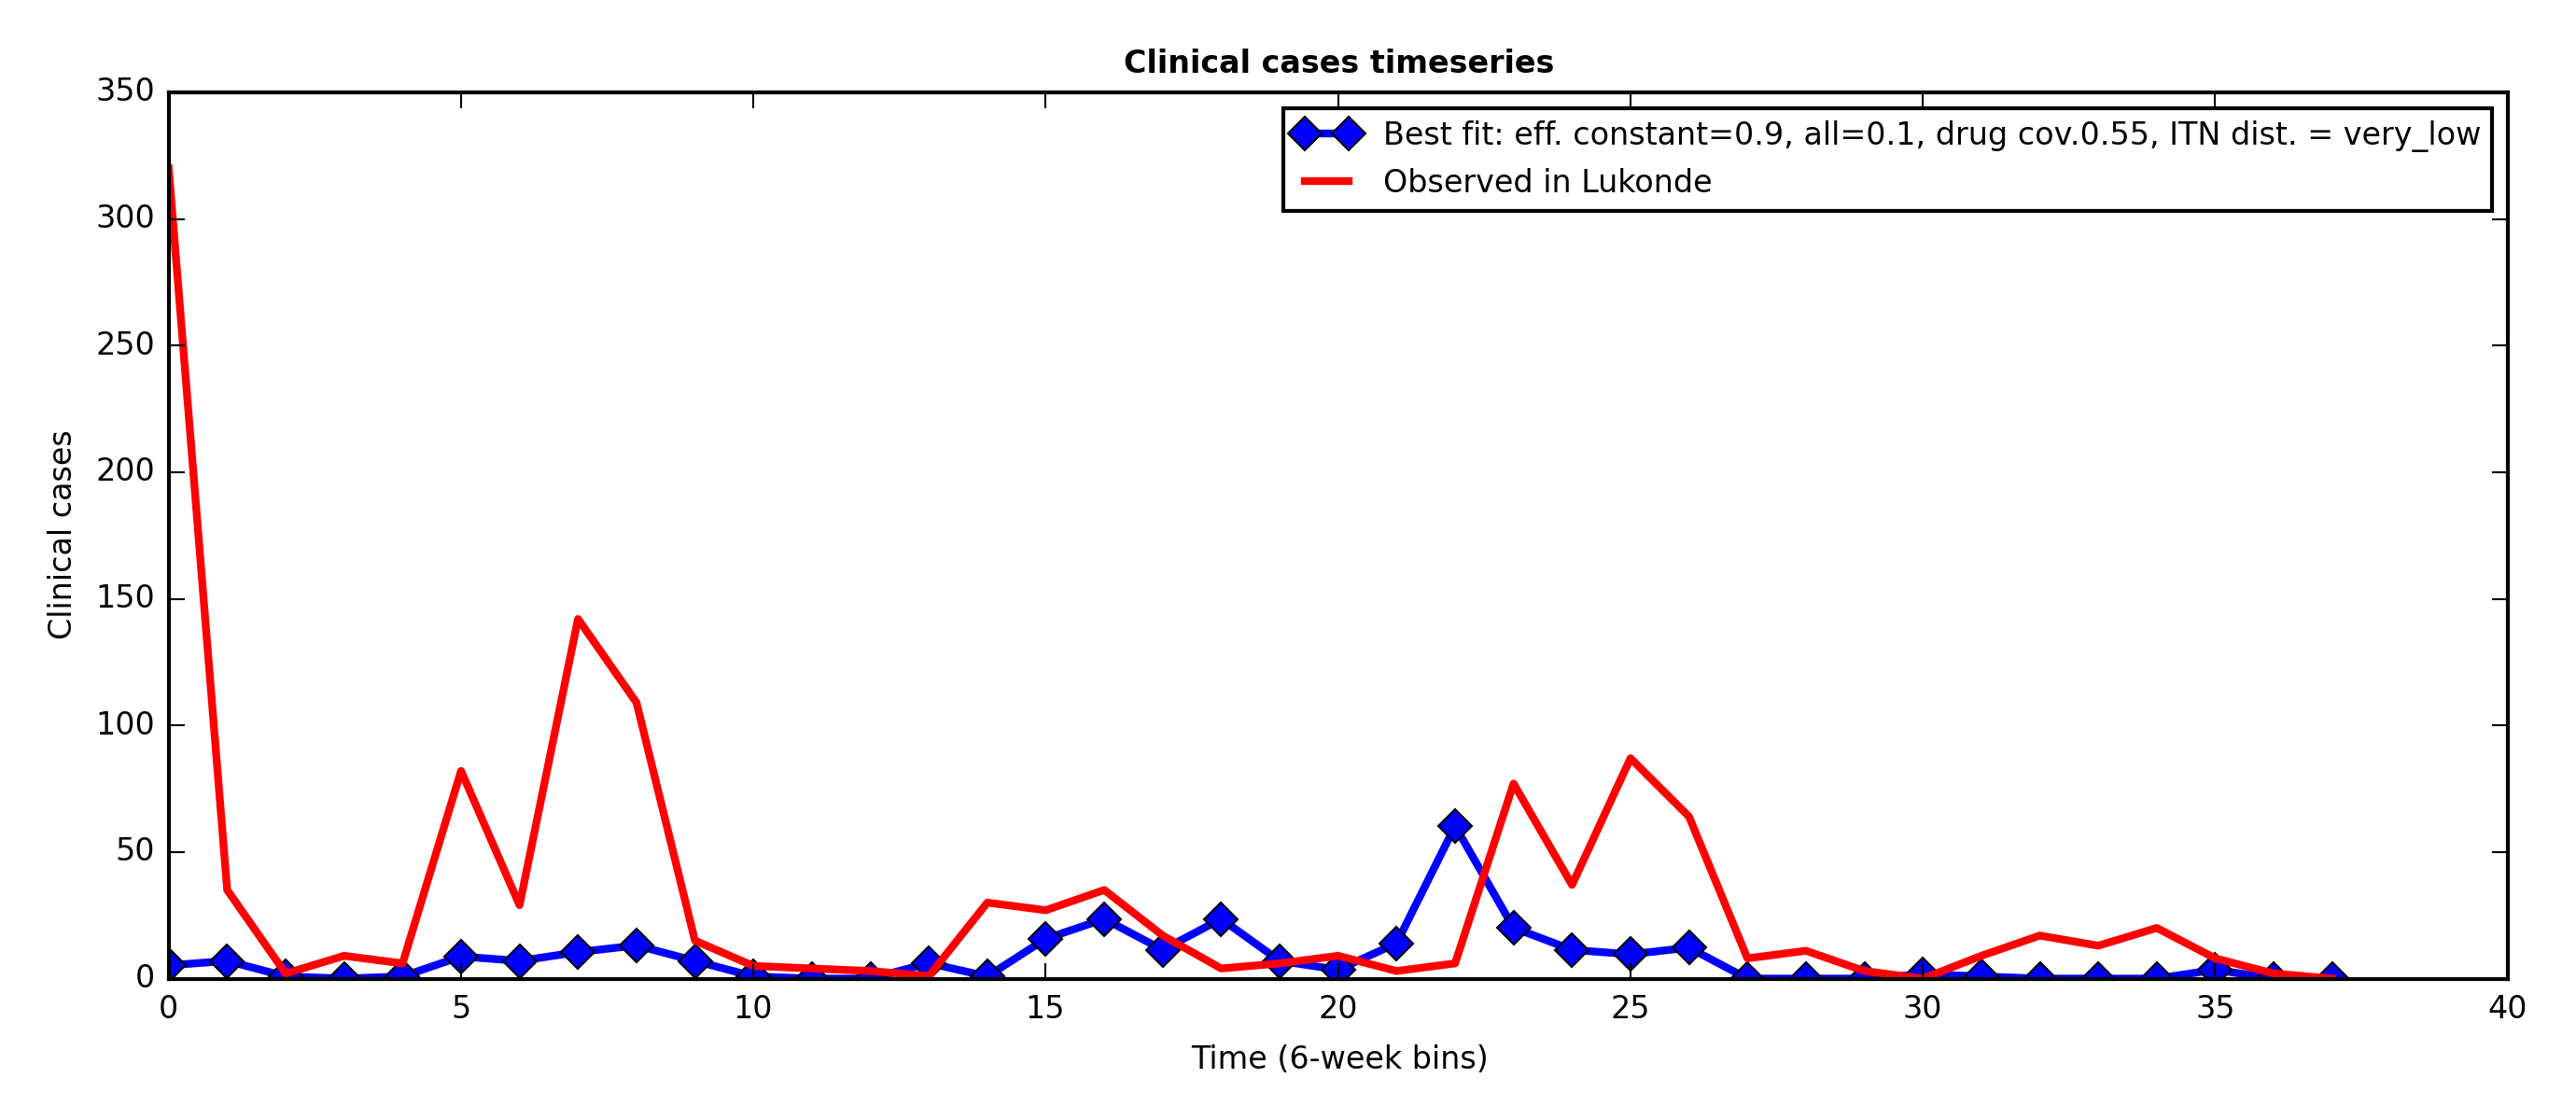 Clinical cases timeseries
Best fit: eff. constant=0.9, all=0.1, drug cov.0.55, ITN dist. = very_low
Observed in Lukonde
350
300
250
200
150
100
50
0
Clinical cases
0 5 10 15 20 25 30 35 40
Time (6-week bins)